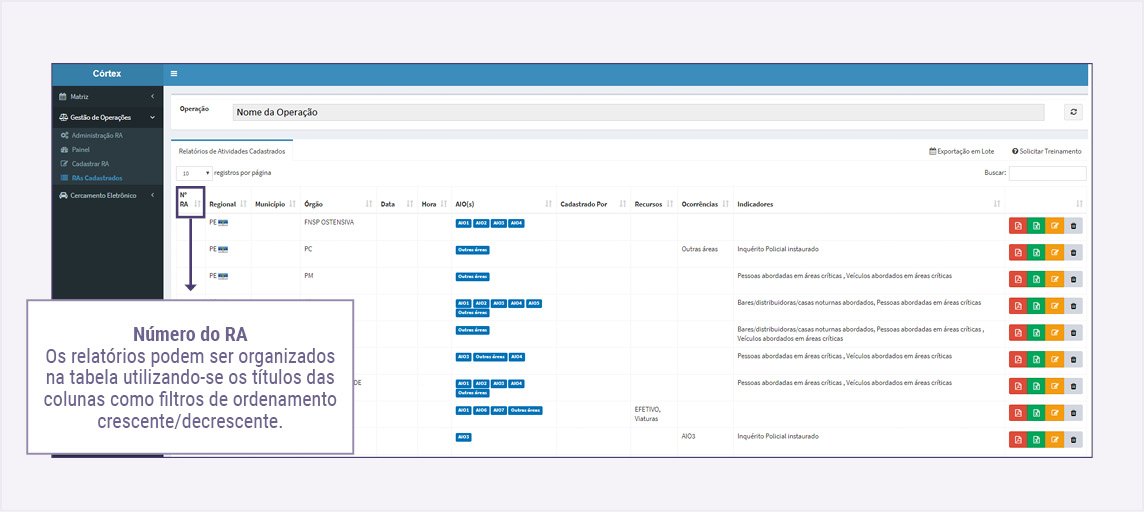 Córtex
Matriz
Gestão de Operações
Administração RA
Painel
Cadastrar RA
RAs Cadastrados
Cercamento Eletrônico
Operação
Nome da Operação
Relatórios de Atividades Cadastrados
Exportação em Lote
Solicitar Treinamento
10 registros por página
Buscar:
Nº RA Regional Município Órgão Data Hora AIO(s) Cadastrado Por Recursos Ocorrências Indicadores
PE FNSP OSTENSIVA AIO1 AIO2 AIO3 AIO4
PE PC Outras áreas Outras áreas Inquérito Policial instaurado
PE PM Outras áreas Pessoas abordadas em áreas críticas , Veículos abordados em áreas críticas
AIO1 AIO2 AIO3 AIO4 AIO5 Bares/distribuidoras/casas noturnas abordados, Pessoas abordadas em áreas críticas
Outras áreas
Outras áreas Bares/distribuidoras/casas noturnas abordados, Pessoas abordadas em áreas críticas ,
Veículos abordados em áreas críticas
AIO3 Outras áreas AIO4 Pessoas abordadas em áreas críticas , Veículos abordados em áreas críticas
DE AIO1 AIO2 AIO3 AIO4 Pessoas abordadas em áreas críticas , Veículos abordados em áreas críticas
Outras áreas
AIO1 AIO6 AIO7 Outras áreas EFETIVO,
Viaturas
AIO3 AIO3 Inquérito Policial instaurado
Número do RA
Os relatórios podem ser organizados
na tabela utilizando-se os títulos das
colunas como filtros de ordenamento
crescente/decrescente.